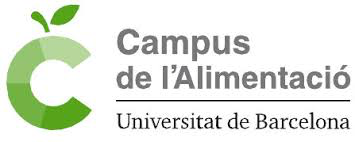 Campus
de l'Alimentació
Universitat de Barcelona